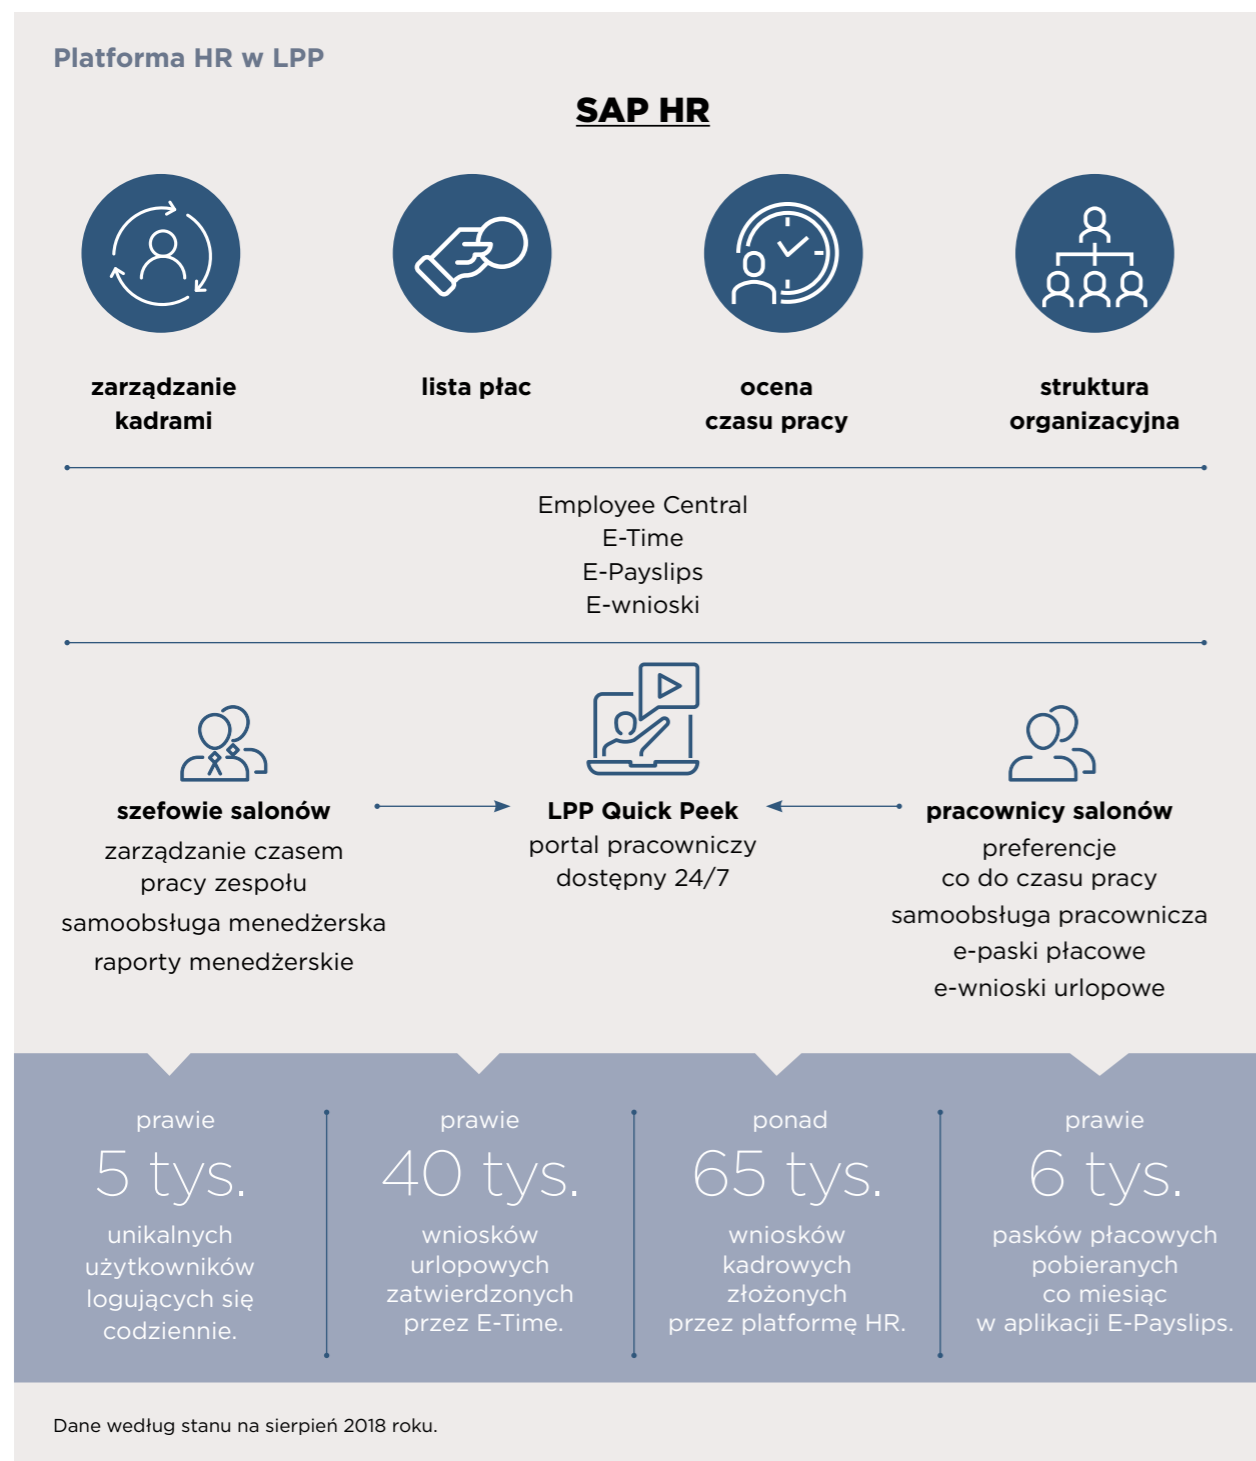 Platforma HR w LPP
SAP HR
zarządzanie
kadrami
lista płac
ocena
czasu pracy
struktura
organizacyjna
Employee Central
E-Time
E-Payslips
E-wnioski
szefowie salonów
zarządzanie czasem
pracy zespołu
samoobsługa menedżerska
raporty menedżerskie
LPP Quick Peek
portal pracowniczy
dostępny 24/7
pracownicy salonów
preferencje
co do czasu pracy
samoobsługa pracownicza
e-paski płacowe
e-wnioski urlopowe
prawie
5 tys.
unikalnych
użytkowników
logujących się
codziennie.
prawie
40 tys.
wniosków
urlopowych
zatwierdzonych
przez E-Time.
ponad
65 tys.
wniosków
kadrowych
złożonych
przez platformę HR.
prawie
6 tys.
pasków płacowych
pobieranych
co miesiąc
w aplikacji E-Payslips.
Dane według stanu na sierpień 2018 roku.